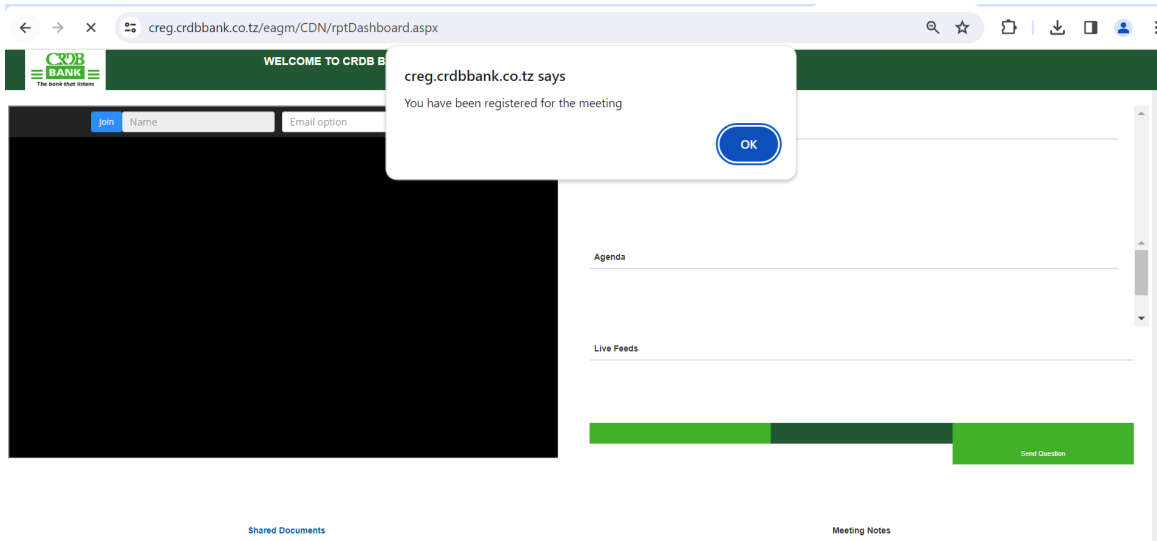 creg.crdbbank.co.tz/eagm/CDN/rptDashboard.aspx
CRDB
BANK
The bank that listens
WELCOME TO CRDB B
creg.crdbbank.co.tz says
You have been registered for the meeting
OK
Join
Name
Email option
Agenda
Live Feeds
Send Question
Shared Documents
Meeting Notes